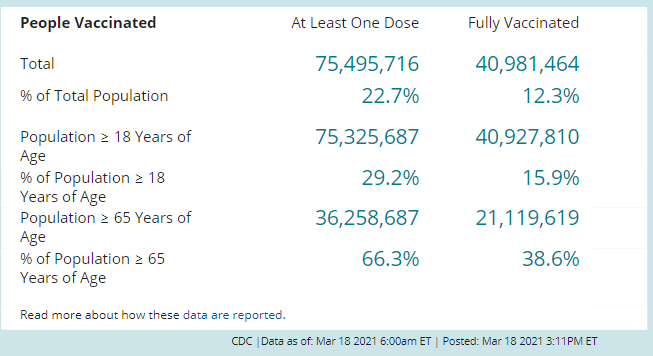 People Vaccinated At Least One Dose Fully Vaccinated
Total 75,495,716 40,981,464
% of Total Population 22.7% 12.3%
Population ≥ 18 Years of 75,325,687 40,927,810
Age
% of Population ≥ 18 29.2% 15.9%
Years of Age
Population ≥ 65 Years of 36,258,687 21,119,619
Age
% of Population ≥ 65 66.3% 38.6%
Years of Age
Read more about how these data are reported.
CDC |Data as of: Mar 18 2021 6:00am ET | Posted: Mar 18 2021 3:11PM ET